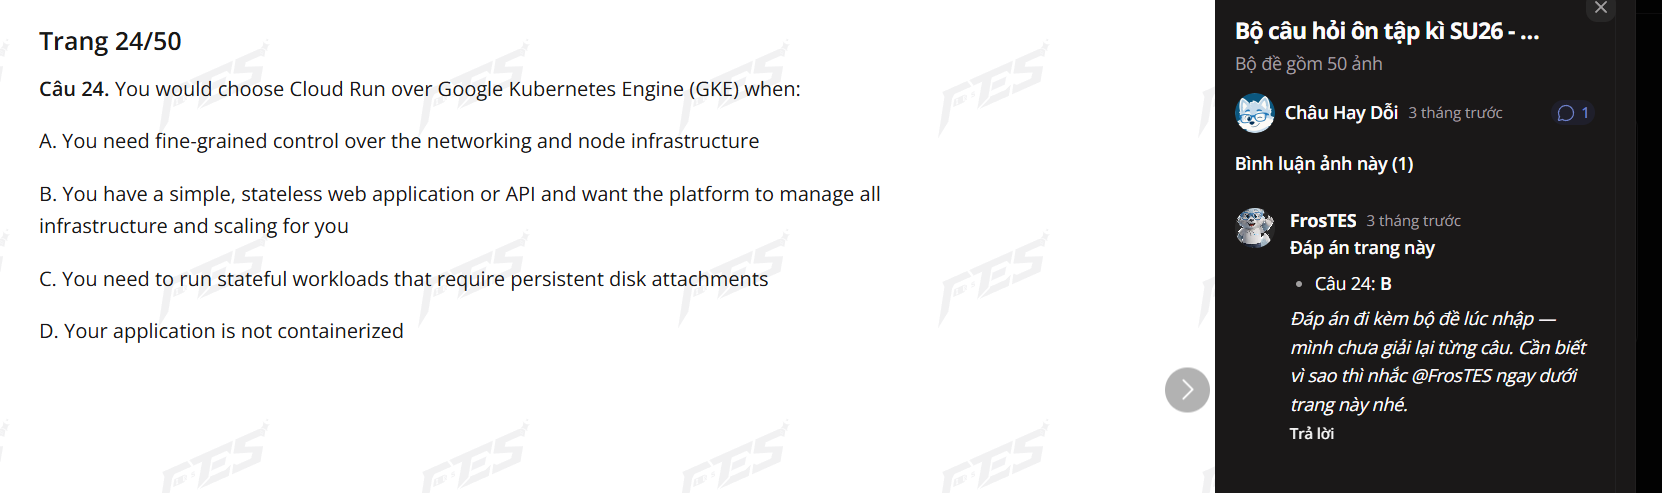 Trang 24/50
Câu 24. You would choose Cloud Run over Google Kubernetes Engine (GKE) when:
A. You need fine-grained control over the networking and node infrastructure
B. You have a simple, stateless web application or API and want the platform to manage all
infrastructure and scaling for you
C. You need to run stateful workloads that require persistent disk attachments
D. Your application is not containerized
Bộ câu hỏi ôn tập kì SU26 - ...
Bộ đề gồm 50 ảnh
Châu Hay Dỗi 3 tháng trước 1
Bình luận ảnh này (1)
FrosTES 3 tháng trước
Đáp án trang này
• Câu 24: B
Đáp án đi kèm bộ đề lúc nhập —
mình chưa giải lại từng câu. Cần biết
vì sao thì nhắc @FrosTES ngay dưới
trang này nhé.
Trả lời